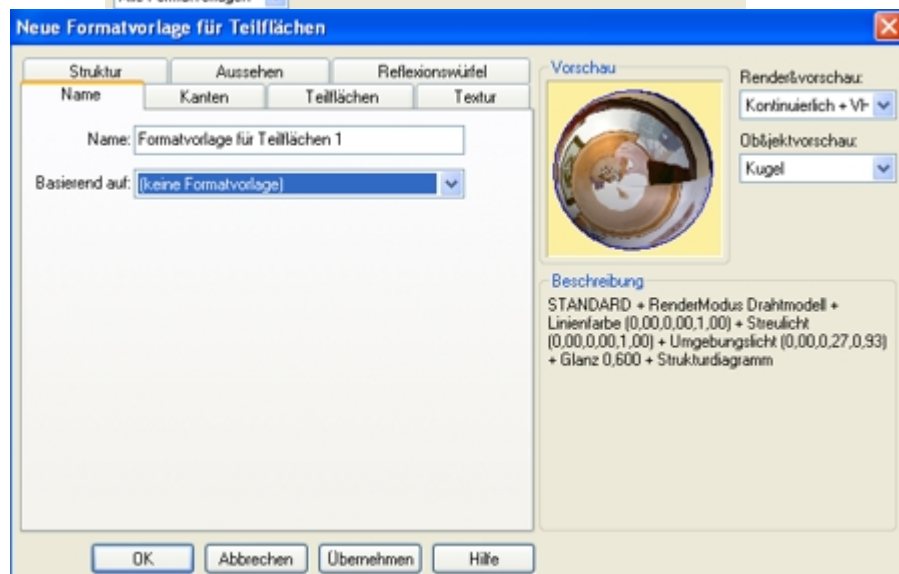 Neue Formatvorlage für Teilflächen
Struktur Aussehen Reflexionswürfel
Name Kanten Teilflächen Textur
Name: Formatvorlage für Teilflächen 1
Basierend auf: (keine Formatvorlage)
Vorschau
Render&vorschau:
Kontinuierlich +
Ob&jektvorschau:
Kugel
Beschreibung
STANDARD + RenderModus Drahtmodell +
Linienfarbe (0,00,0,00,1,00) + Streulicht
(0,00,0,00,1,00) + Umgebungslicht (0,00,0,27,0,93)
+ Glanz 0,600 + Strukturdiagramm
OK Abbrechen Übernehmen Hilfe